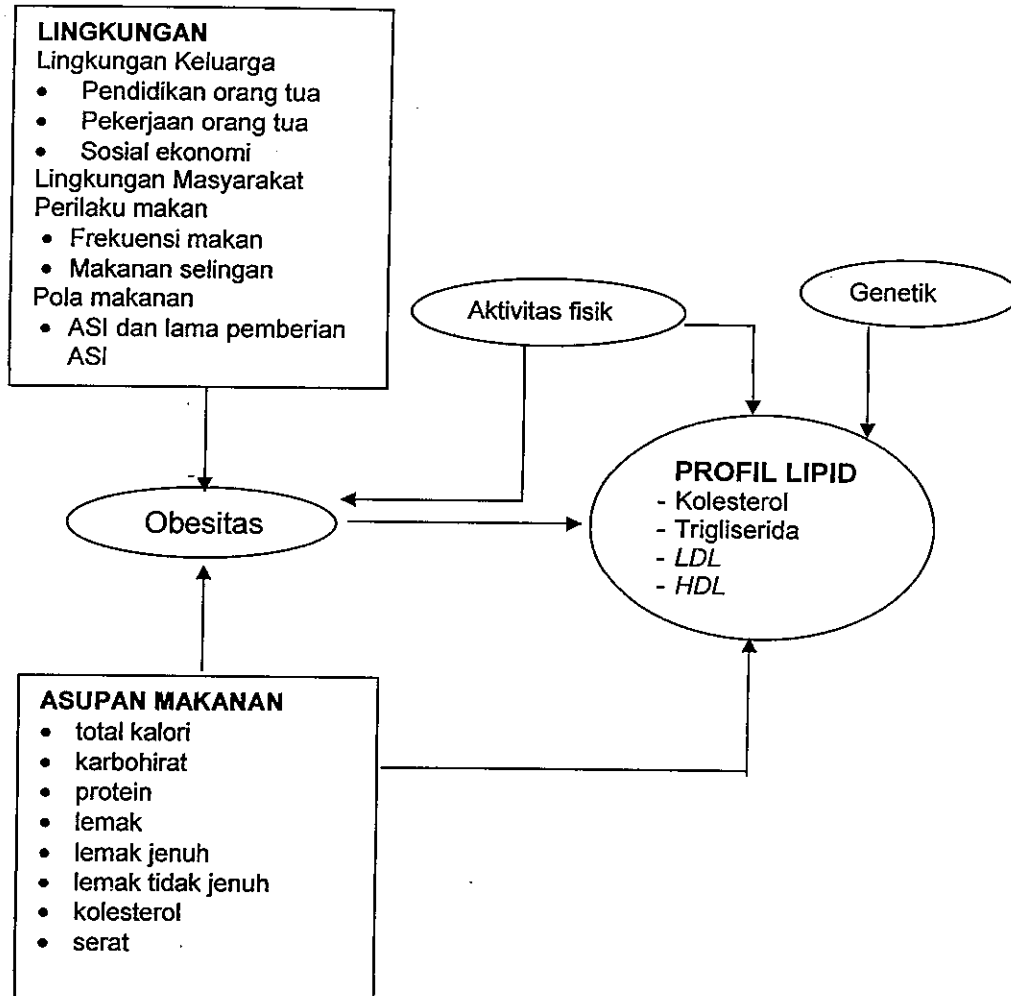 LINGKUNGAN
Lingkungan Keluarga
• Pendidikan orang tua
• Pekerjaan orang tua
• Sosial ekonomi
Lingkungan Masyarakat
Perilaku makan
• Frekuensi makan
• Makanan selingan
Pola makanan
• ASI dan lama pemberian
ASI
Aktivitas fisik
Genetik
PROFIL LIPID
- Kolesterol
- Trigliserida
- LDL
- HDL
Obesitas
ASUPAN MAKANAN
• total kalori
• karbohirat
• protein
• lemak
• lemak jenuh
• lemak tidak jenuh
• kolesterol
• serat